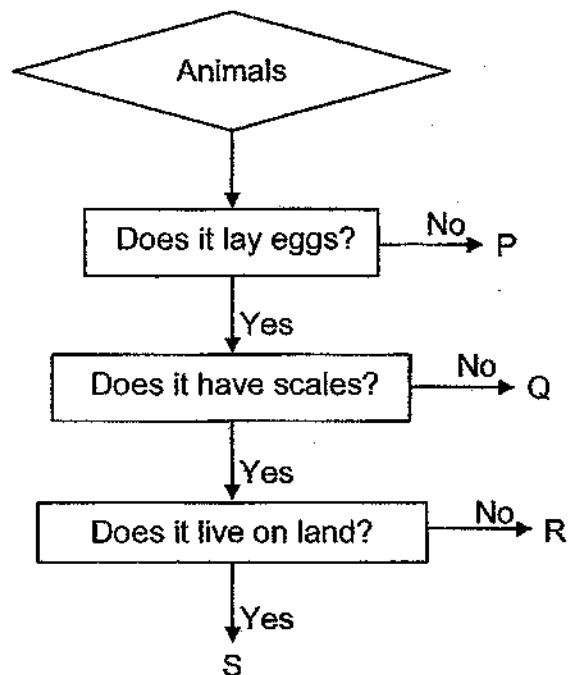 Animals
Does it lay eggs?
No
P
Yes
Does it have scales?
No
Q
Yes
Does it live on land?
No
R
Yes
S